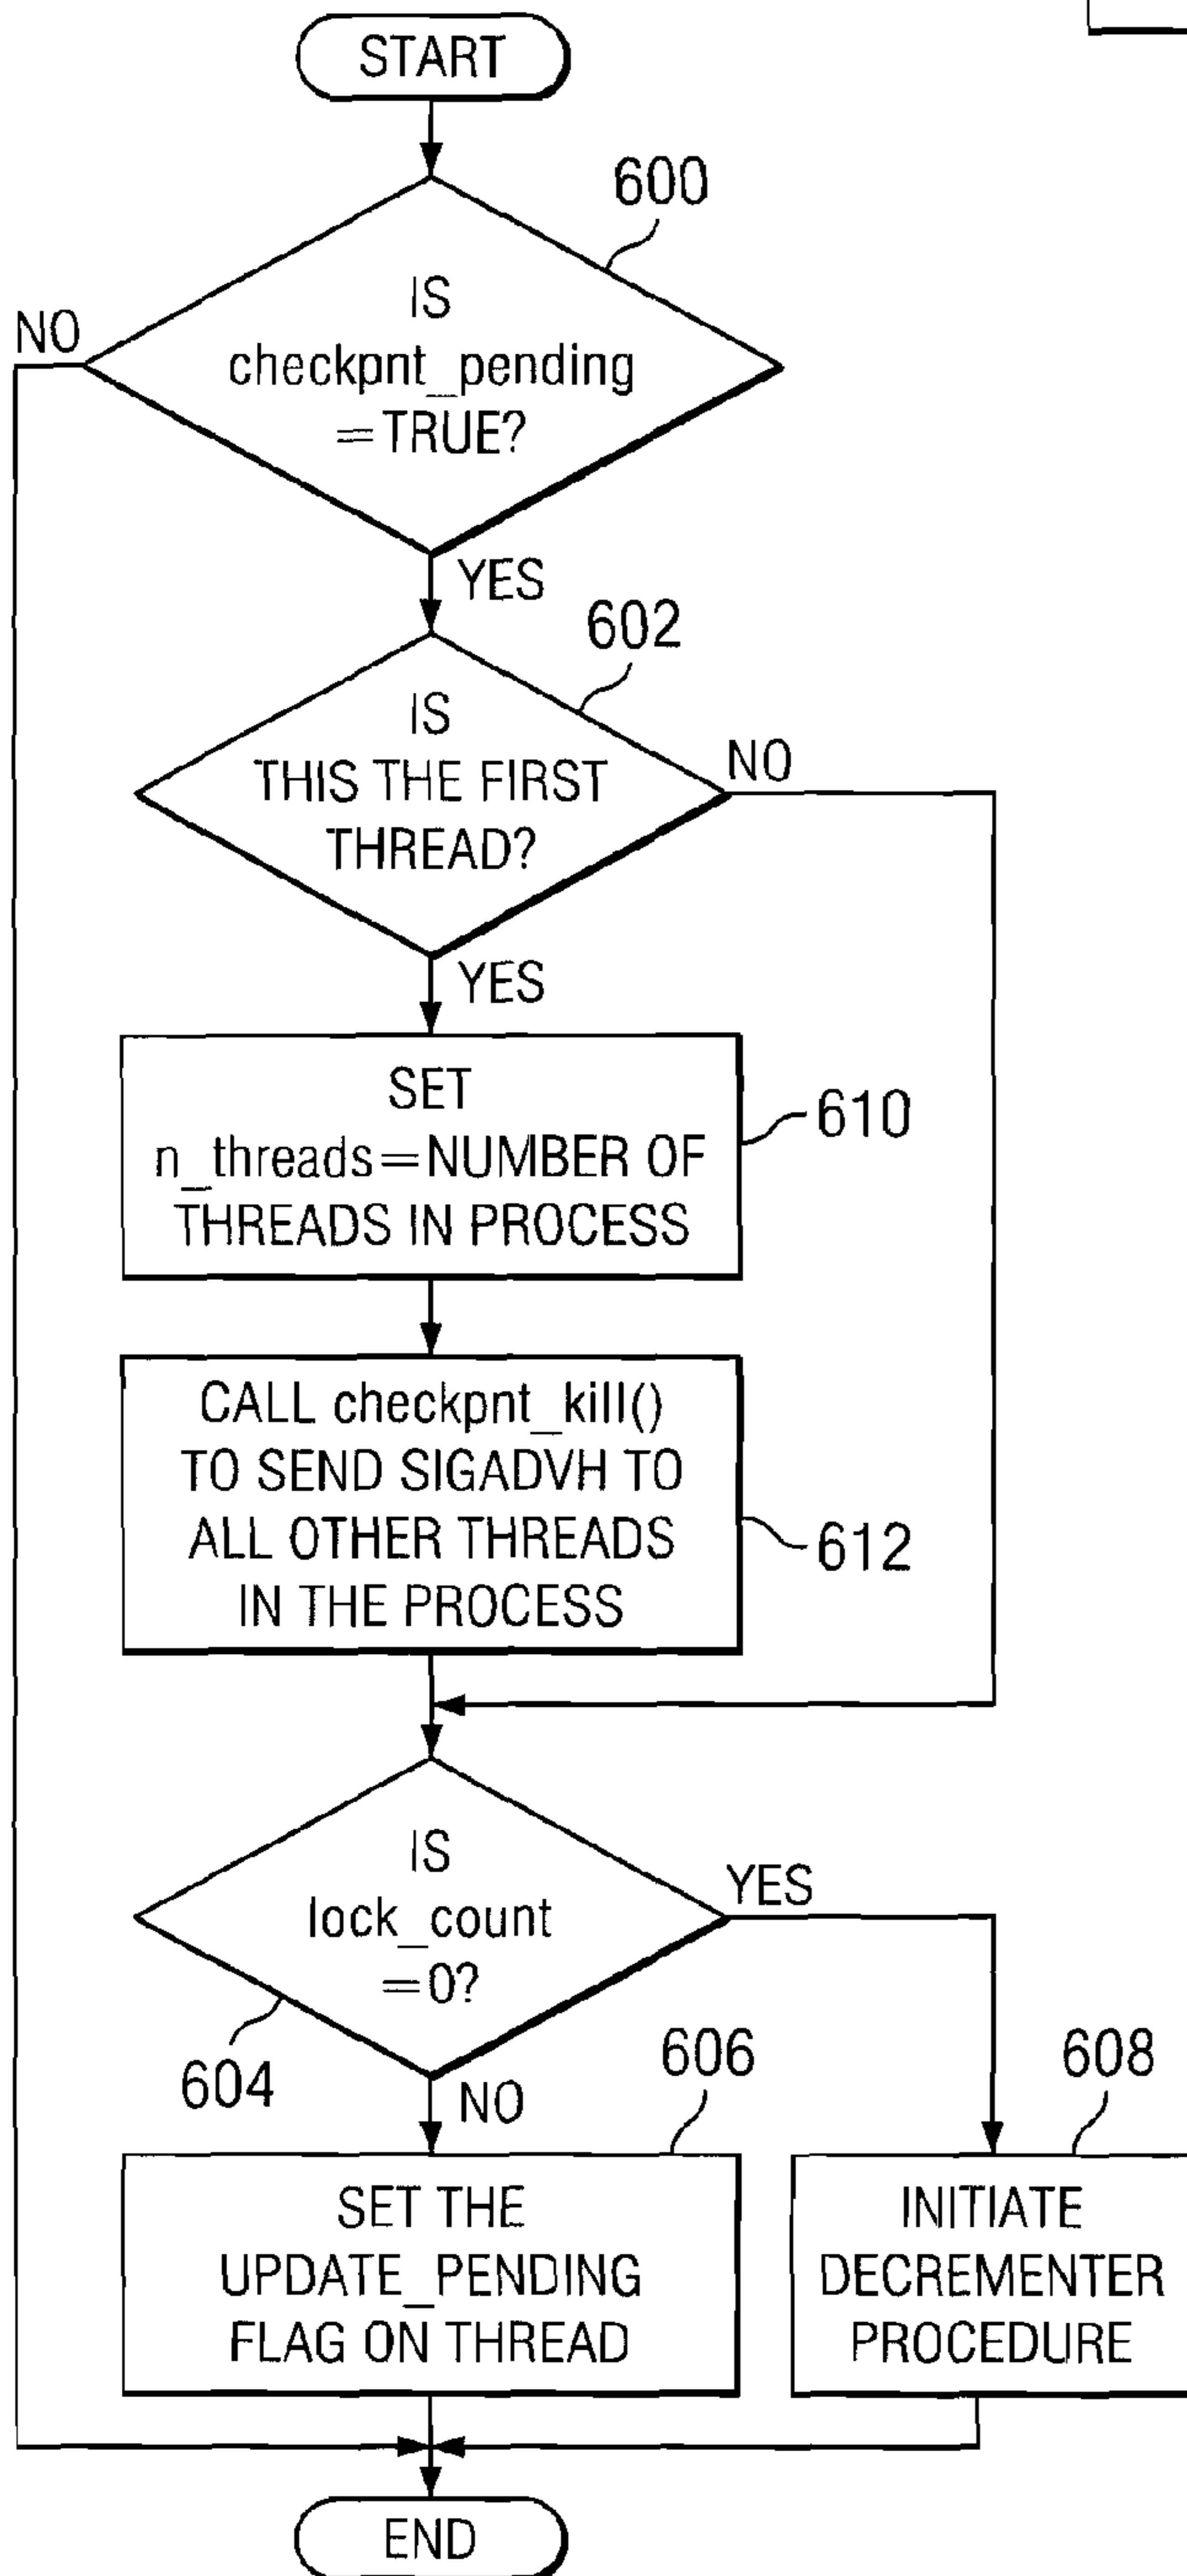 START
600
IS
checkpnt_pending
=TRUE?
NO
YES
602
IS
THIS THE FIRST
THREAD?
NO
YES
SET
n_threads=NUMBER OF
THREADS IN PROCESS
610
CALL checkpnt_kill()
TO SEND SIGADVH TO
ALL OTHER THREADS
IN THE PROCESS
612
IS
lock_count
=0?
YES
604
NO
606
608
SET THE
UPDATE_PENDING
FLAG ON THREAD
INITIATE
DECREMENTER
PROCEDURE
END